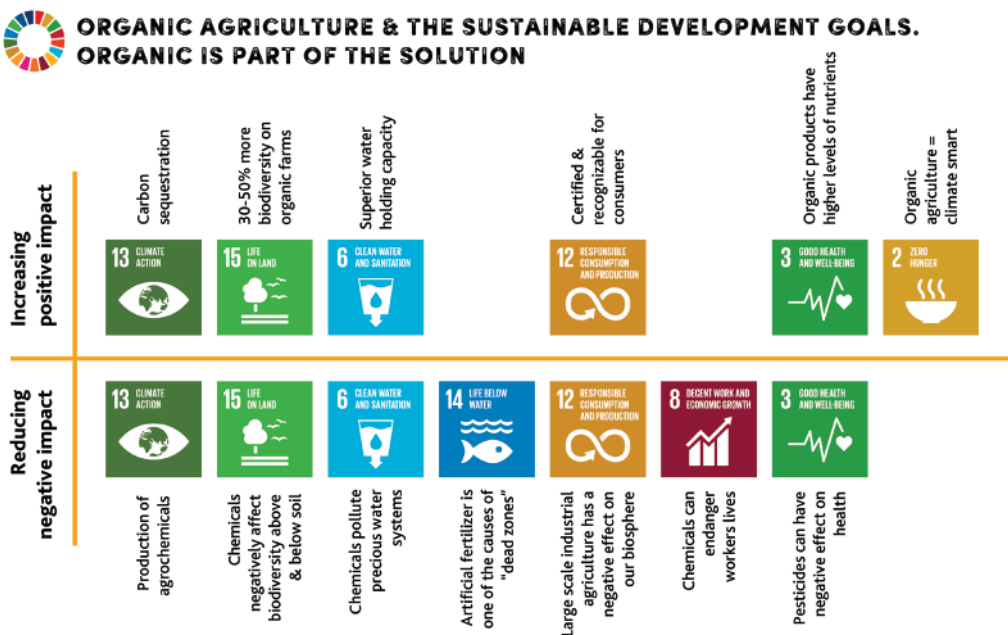 ORGANIC AGRICULTURE & THE SUSTAINABLE DEVELOPMENT GOALS.
ORGANIC IS PART OF THE SOLUTION
Increasing
positive impact
Carbon
sequestration
30-50% more
biodiversity on
organic farms
Superior water
holding capacity
Certified &
recognizable for
consumers
Organic products have
higher levels of nutrients
Organic
agriculture =
climate smart
13 CLIMATE
ACTION
15 LIFE
ON LAND
6 CLEAN WATER
AND SANITATION
12 RESPONSIBLE
CONSUMPTION
AND PRODUCTION
3 GOOD HEALTH
AND WELL-BEING
2 ZERO
HUNGER
Reducing
negative impact
13 CLIMATE
ACTION
15 LIFE
ON LAND
6 CLEAN WATER
AND SANITATION
14 LIFE BELOW
WATER
12 RESPONSIBLE
CONSUMPTION
AND PRODUCTION
8 DECENT WORK AND
ECONOMIC GROWTH
3 GOOD HEALTH
AND WELL-BEING
Production of
agrochemicals
Chemicals
negatively affect
biodiversity above
& below soil
Chemicals pollute
precious water
systems
Artificial fertilizer is
one of the causes of
"dead zones"
Large scale industrial
agriculture has a
negative effect on
our biosphere
Chemicals can
endanger
workers lives
Pesticides can have
negative effect on
health